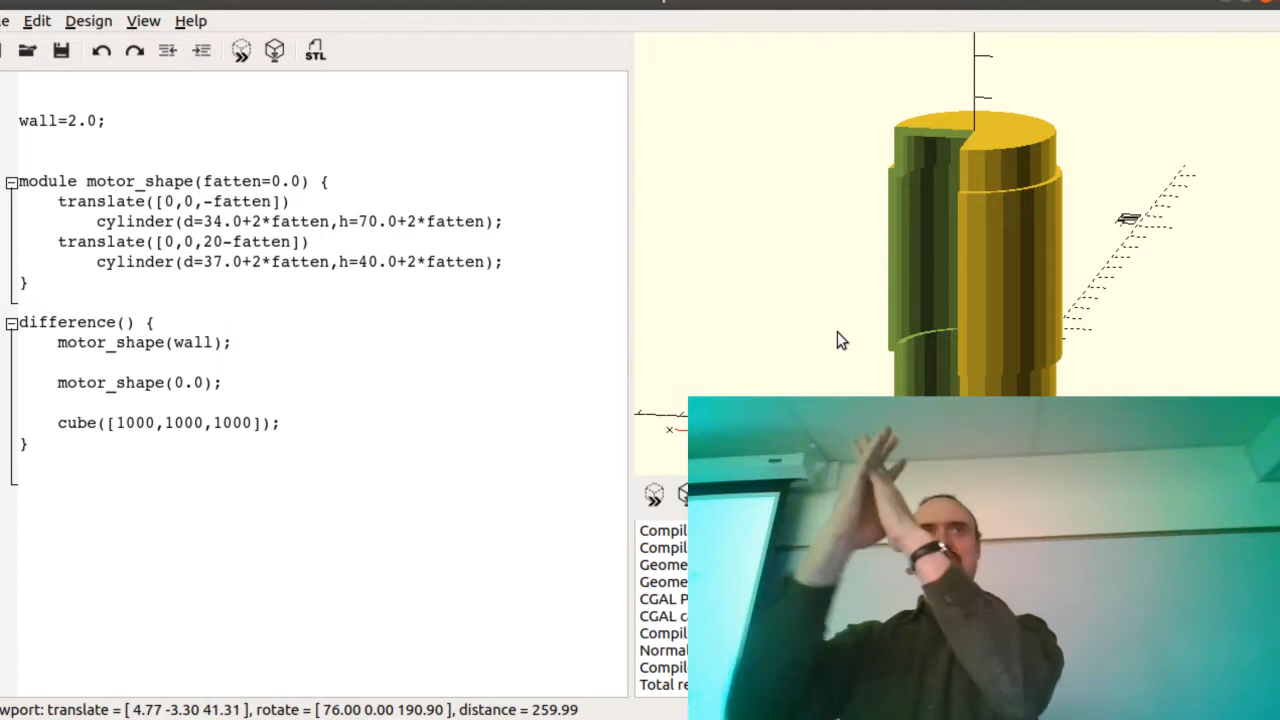 Edit Design View Help
STL
wall=2.0;
module motor_shape(fatten=0.0) {
translate([0,0,-fatten])
cylinder(d=34.0+2*fatten,h=70.0+2*fatten);
translate([0,0,20-fatten])
cylinder(d=37.0+2*fatten,h=40.0+2*fatten);
}
difference() {
motor_shape(wall);
motor_shape(0.0);
cube([1000,1000,1000]);
}
x
Compil
Compil
Geome
Geome
CGAL P
CGAL c
Compil
Normal
Compil
Total re
wport: translate = [ 4.77 -3.30 41.31 ], rotate = [ 76.00 0.00 190.90 ], distance = 259.99